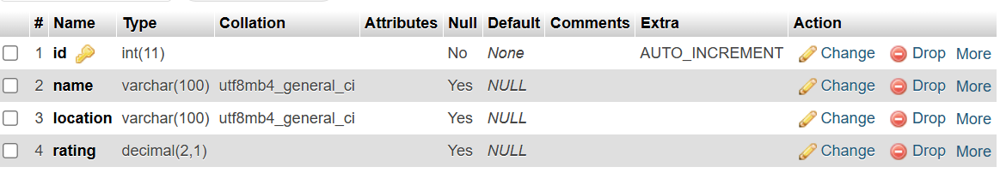 # Name Type Collation Attributes Null Default Comments Extra Action
1 id int(11) No None AUTO_INCREMENT Change Drop More
2 name varchar(100) utf8mb4_general_ci Yes NULL Change Drop More
3 location varchar(100) utf8mb4_general_ci Yes NULL Change Drop More
4 rating decimal(2,1) Yes NULL Change Drop More